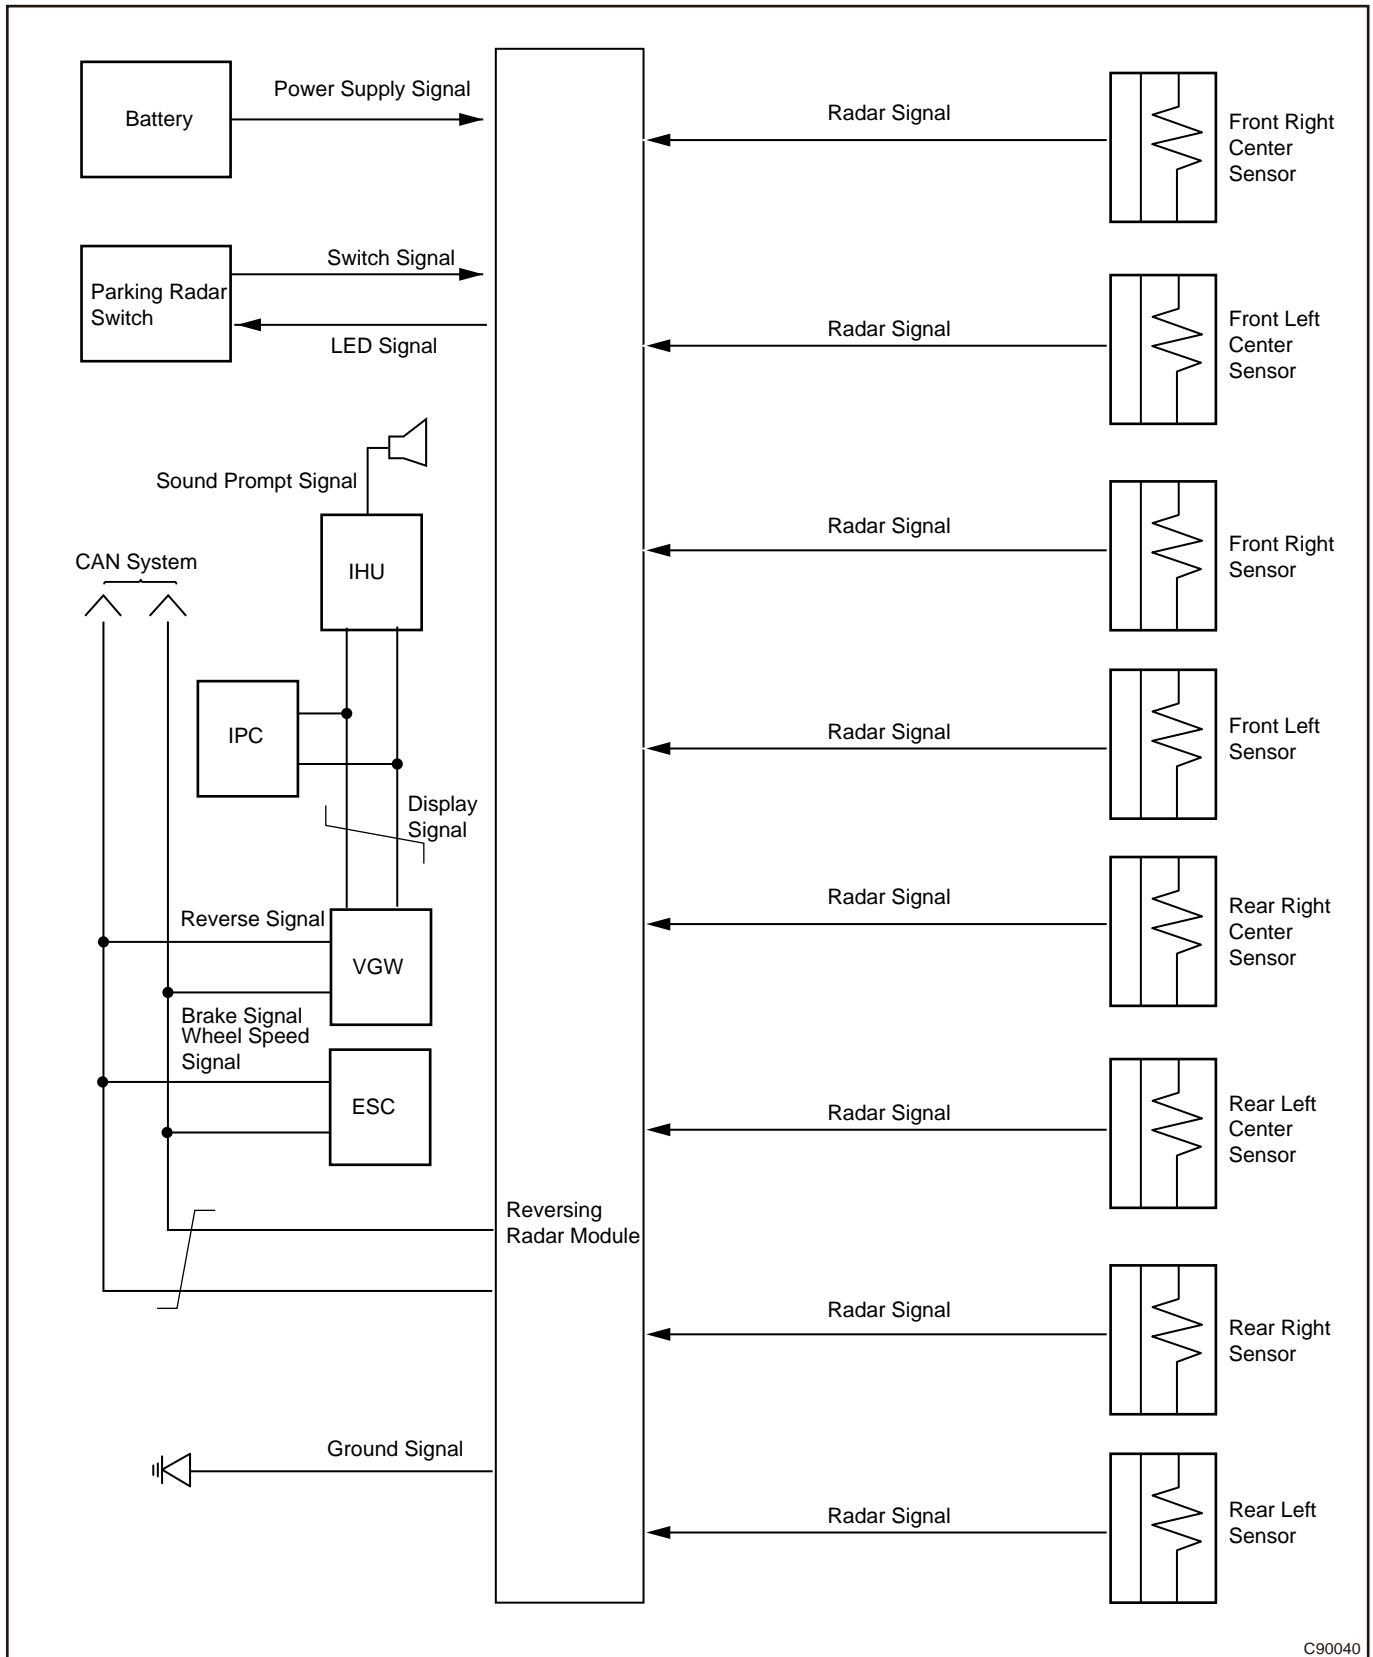 Battery
Power Supply Signal
Parking Radar
Switch
Switch Signal
LED Signal
Sound Prompt Signal
CAN System
IHU
IPC
Display
Signal
Reverse Signal
VGW
Brake Signal
Wheel Speed
Signal
ESC
Reversing
Radar Module
Ground Signal
Radar Signal
Front Right
Center
Sensor
Radar Signal
Front Left
Center
Sensor
Radar Signal
Front Right
Sensor
Radar Signal
Front Left
Sensor
Radar Signal
Rear Right
Center
Sensor
Radar Signal
Rear Left
Center
Sensor
Radar Signal
Rear Right
Sensor
Radar Signal
Rear Left
Sensor
C90040